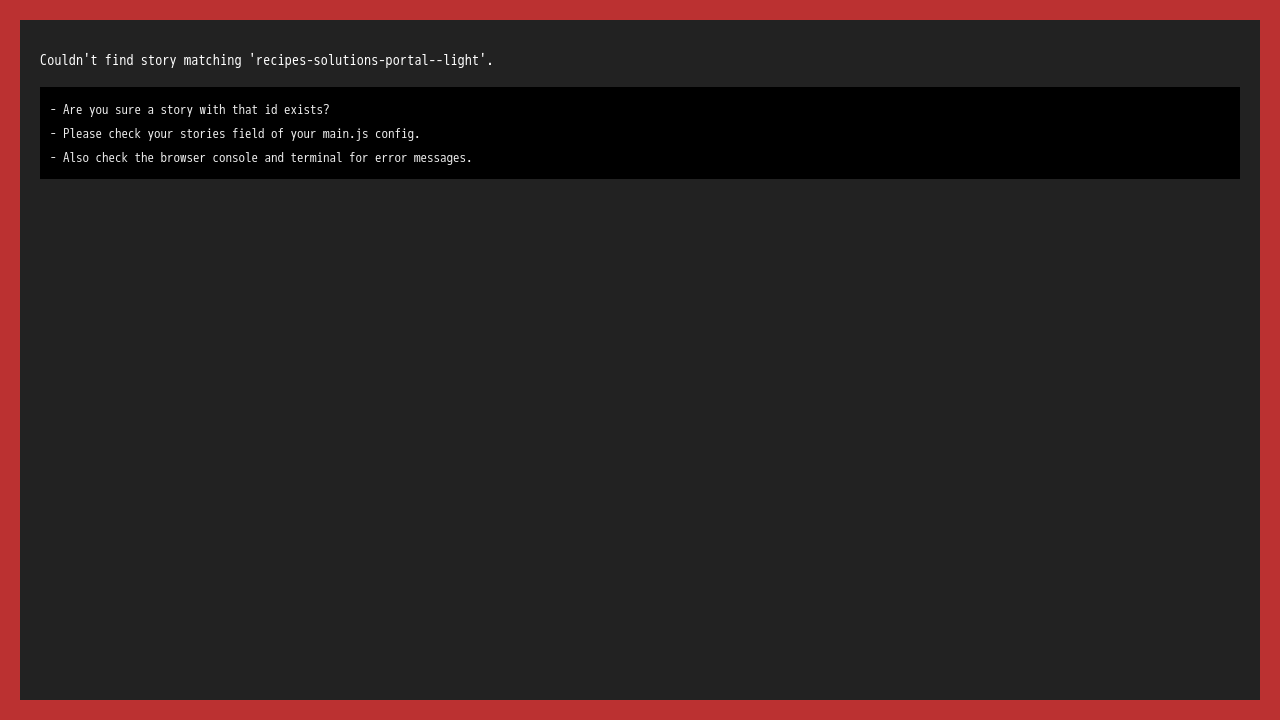 Couldn't find story matching 'recipes-solutions-portal--light'.
- Are you sure a story with that id exists?
- Please check your stories field of your main.js config.
- Also check the browser console and terminal for error messages.